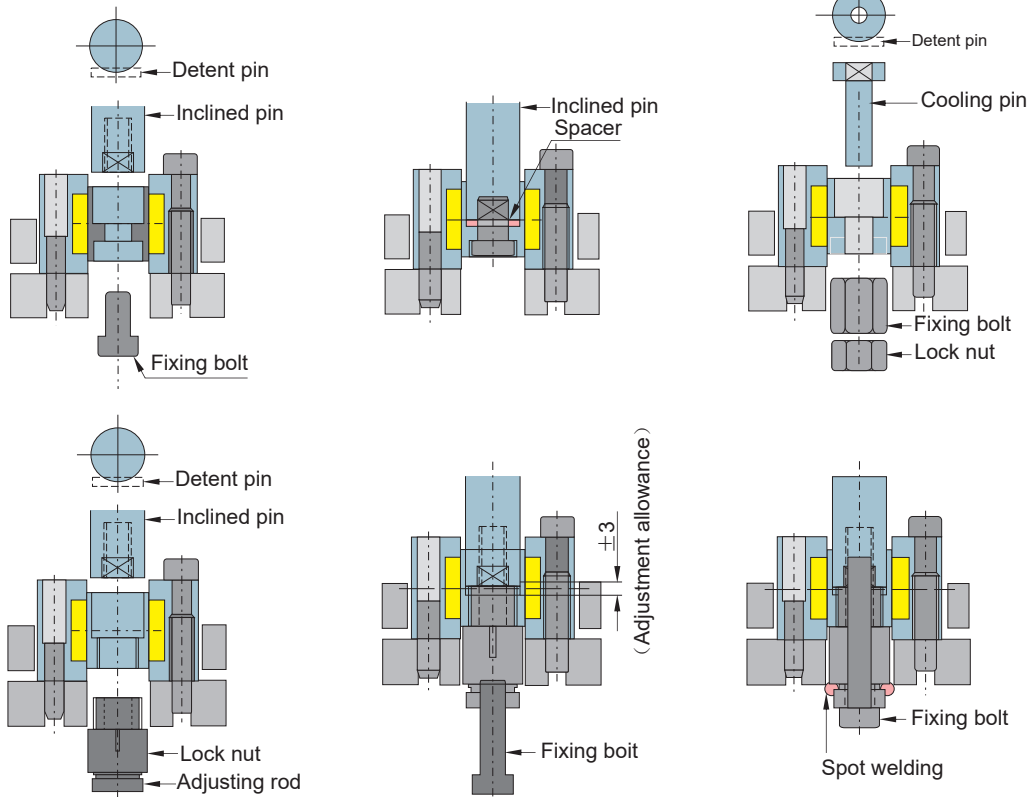 Detent pin
Inclined pin
Fixing bolt
Inclined pin
Spacer
Detent pin
Cooling pin
Fixing bolt
Lock nut
Detent pin
Inclined pin
Lock nut
Adjusting rod
±3
（Adjustment allowance）
Fixing boit
Fixing bolt
Spot welding